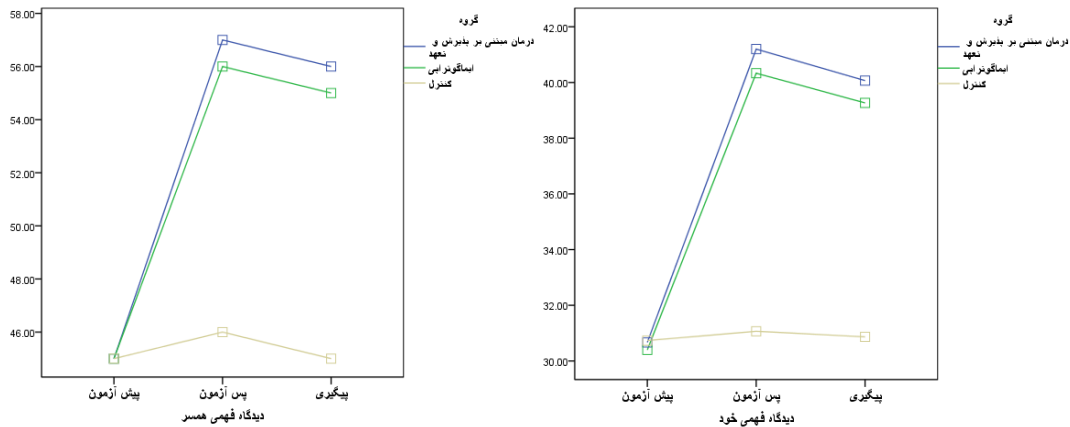 58.00
56.00
54.00
52.00
50.00
48.00
46.00
پیش آزمون
پس آزمون
پیگیری
دیدگاه فهمی همسر
گروه
درمان مبتنی بر پذیرش و
تعهد
ایماگوتراپی
کنترل
42.00
40.00
38.00
36.00
34.00
32.00
30.00
پیش آزمون
پس آزمون
پیگیری
دیدگاه فهمی خود
گروه
درمان مبتنی بر پذیرش و
تعهد
ایماگوتراپی
کنترل